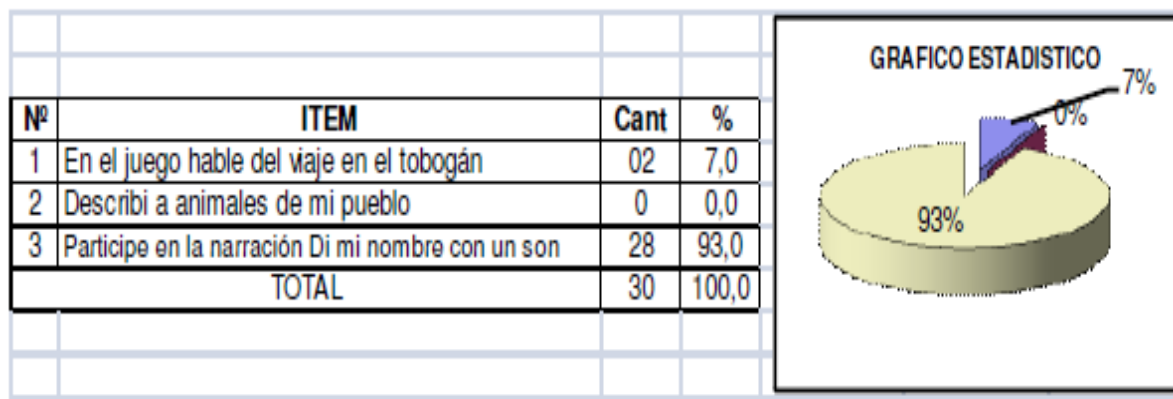 Nº ITEM Cant %
1 En el juego hable del viaje en el tobogán 02 7,0
2 Describi a animales de mi pueblo 0 0,0
3 Participe en la narración Di mi nombre con un son 28 93,0
TOTAL 30 100,0
GRAFICO ESTADISTICO
7%
0%
93%